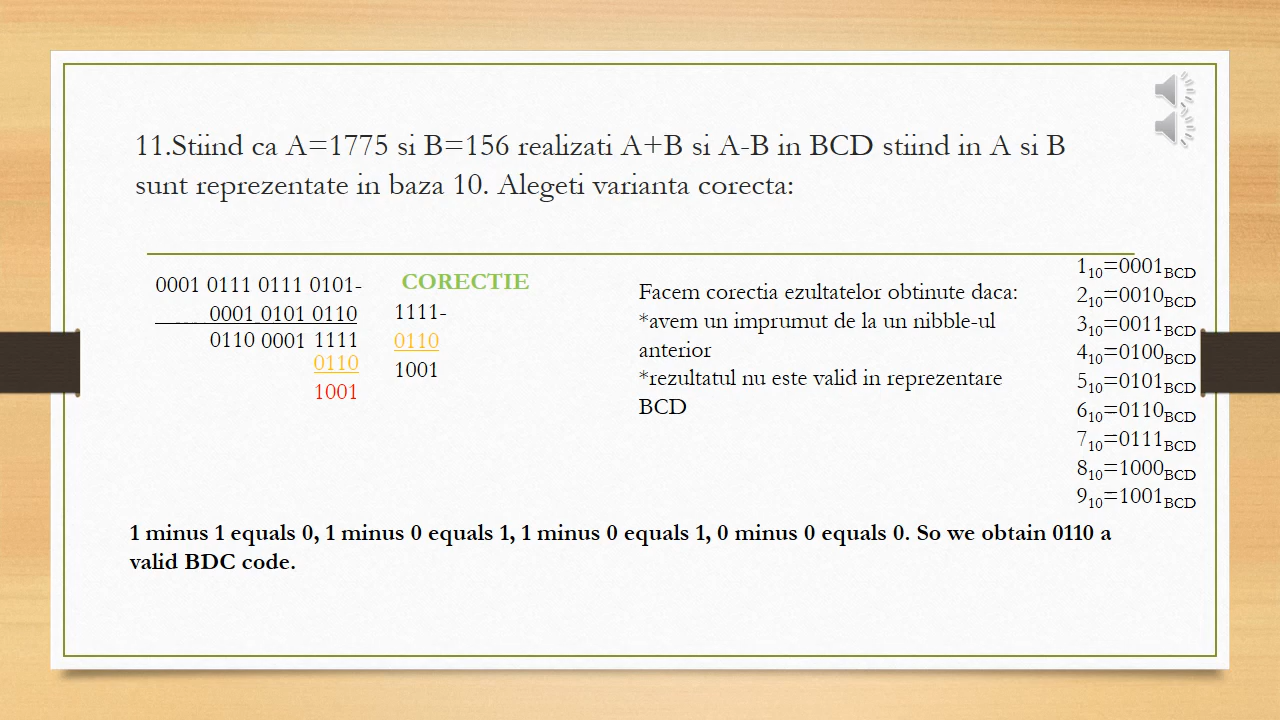 11.Stiind ca A=1775 si B=156 realizati A+B si A-B in BCD stiind in A si B
sunt reprezentate in baza 10. Alegeti varianta corecta:
0001 0111 0111 0101-
0001 0101 0110
0110 0001 1111
0110
1001
CORECTIE
1111-
0110
1001
Facem corectia ezultatelor obtinute daca:
*avem un imprumut de la un nibble-ul
anterior
*rezultatul nu este valid in reprezentare
BCD
1₁₀=0001BCD
2₁₀=0010BCD
3₁₀=0011BCD
4₁₀=0100BCD
5₁₀=0101BCD
6₁₀=0110BCD
7₁₀=0111BCD
8₁₀=1000BCD
9₁₀=1001BCD
1 minus 1 equals 0, 1 minus 0 equals 1, 1 minus 0 equals 1, 0 minus 0 equals 0. So we obtain 0110 a
valid BDC code.